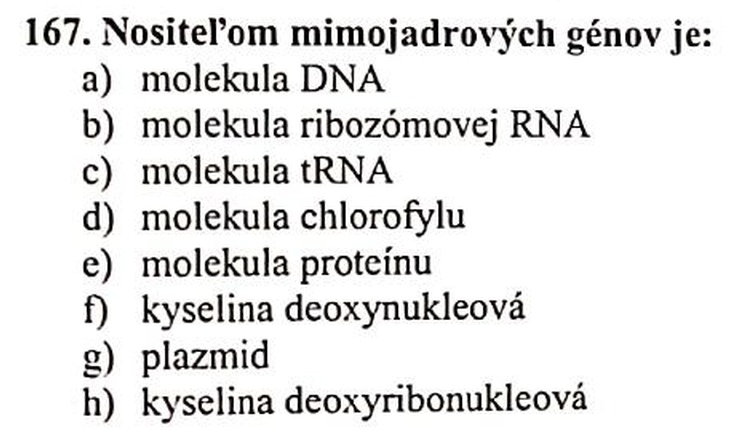 167. Nositeľom mimojadrových génov je:
a) molekula DNA
b) molekula ribozómovej RNA
c) molekula tRNA
d) molekula chlorofylu
e) molekula proteínu
f) kyselina deoxynukleová
g) plazmid
h) kyselina deoxyribonukleová